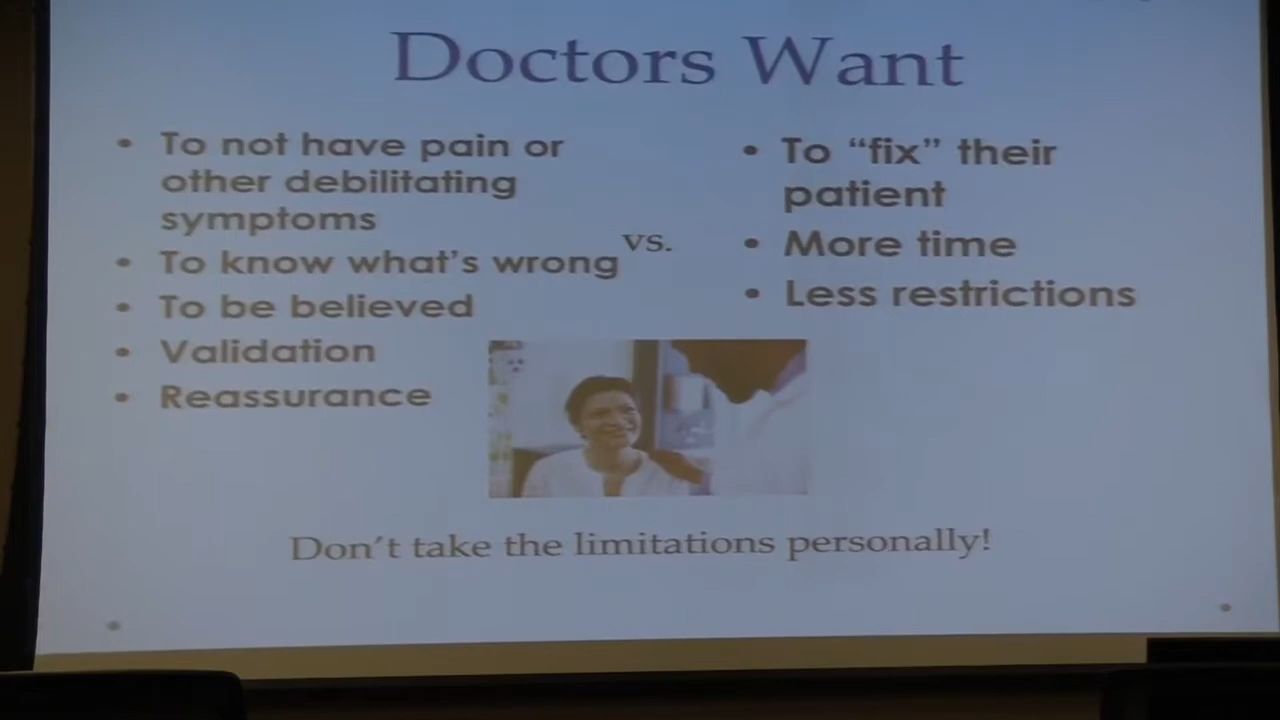 Doctors Want
• To not have pain or
other debilitating
symptoms
• To know what's wrong
• To be believed
• Validation
• Reassurance
vs.
• To “fix” their
patient
• More time
• Less restrictions
Don't take the limitations personally!